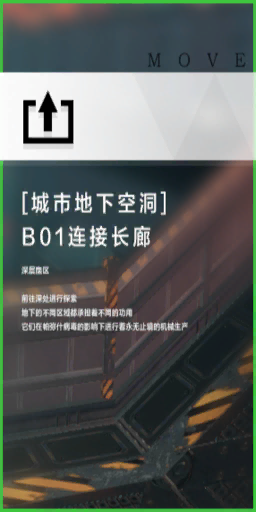 MOVE
[城市地下空洞]
B01连接长廊
深层盘区
前往深处进行探索
地下的不同区域都承担着不同的功用
它们在帕弥什病毒的影响下进行着永无止境的机械生产